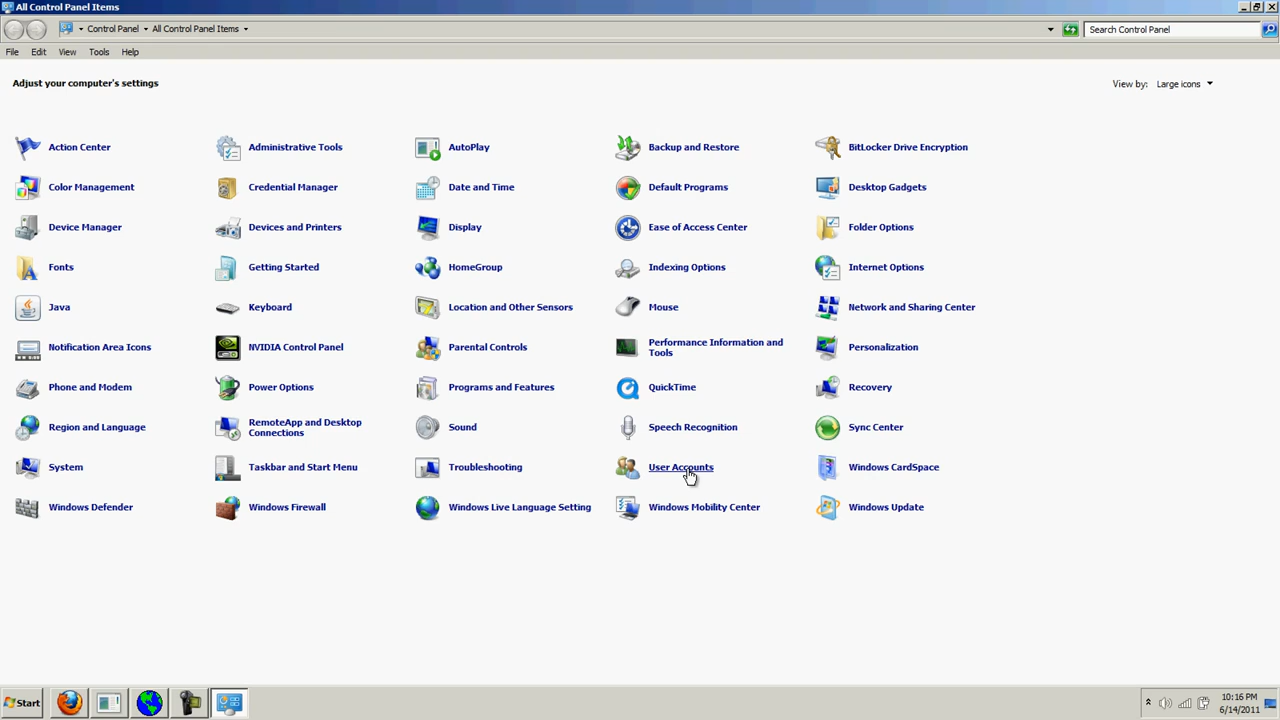 All Control Panel Items
Control Panel All Control Panel Items Search Control Panel
File Edit View Tools Help
Adjust your computer's settings View by: Large icons
Action Center Administrative Tools AutoPlay Backup and Restore BitLocker Drive Encryption
Color Management Credential Manager Date and Time Default Programs Desktop Gadgets
Device Manager Devices and Printers Display Ease of Access Center Folder Options
Fonts Getting Started HomeGroup Indexing Options Internet Options
Java Keyboard Location and Other Sensors Mouse Network and Sharing Center
Notification Area Icons NVIDIA Control Panel Parental Controls Performance Information and
Tools Personalization
Phone and Modem Power Options Programs and Features QuickTime Recovery
Region and Language RemoteApp and Desktop
Connections Sound Speech Recognition Sync Center
System Taskbar and Start Menu Troubleshooting User Accounts Windows CardSpace
Windows Defender Windows Firewall Windows Live Language Setting Windows Mobility Center Windows Update
Start 10:16 PM
6/14/2011